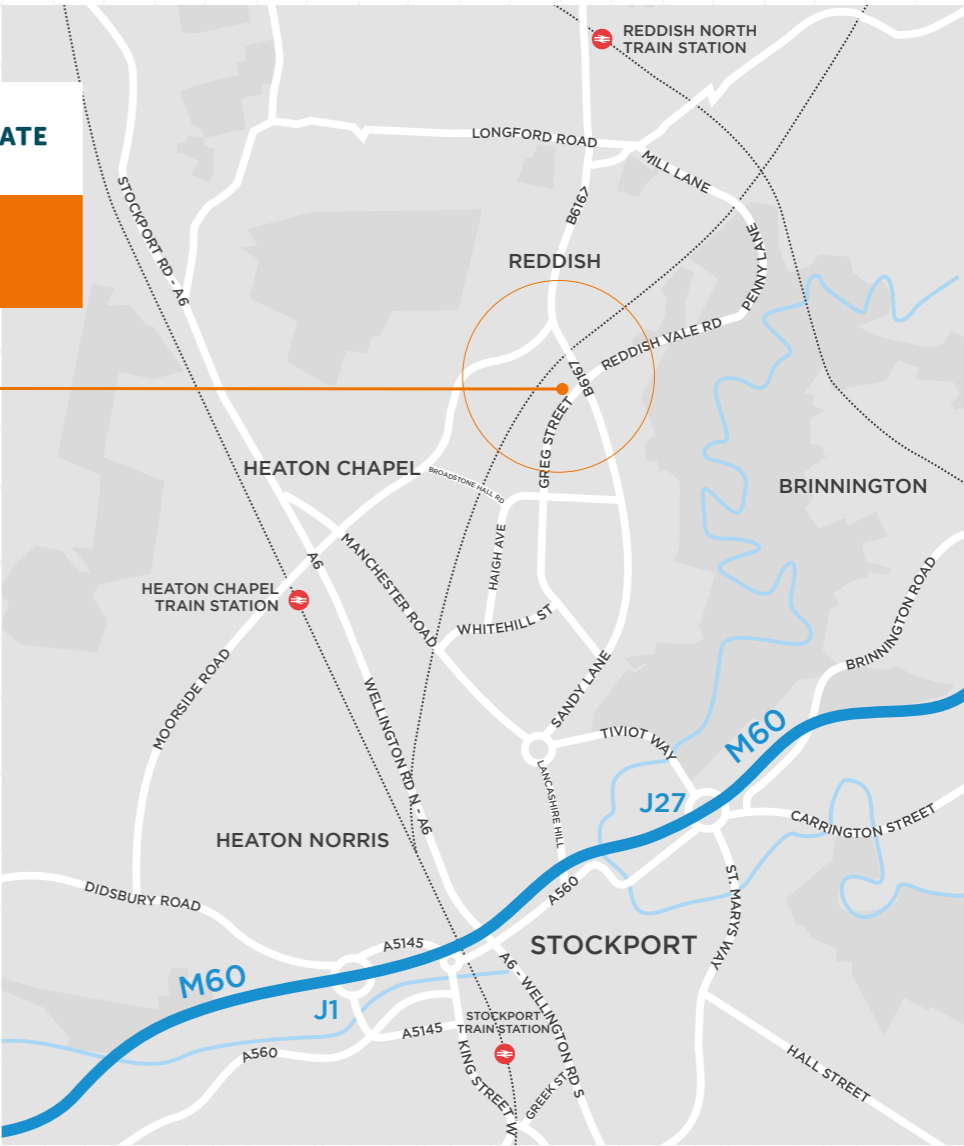 REDDISH NORTH
TRAIN STATION
ATE
LONGFORD ROAD
MILL LANE
STOCKPORT RD - A6
B6167
PENNY LANE
REDDISH
REDDISH VALE RD
B6167
GREG STREET
HEATON CHAPEL
BROADSTONE HALL RD
BRINNINGTON
HAIGH AVE
A6
MANCHESTER ROAD
HEATON CHAPEL
TRAIN STATION
WHITEHILL ST
BRINNINGTON ROAD
MOORSIDE ROAD
SANDY LANE
WELLINGTON RD N - A6
TIVIOT WAY
M60
LANCASHIRE HILL
J27
CARRINGTON STREET
HEATON NORRIS
DIDSBURY ROAD
A560
ST. MARYS WAY
A5145
STOCKPORT
M60
J1
A6 - WELLINGTON RD S
STOCKPORT
TRAIN STATION
A5145
A560
KING STREET W
GREEK ST
HALL STREET